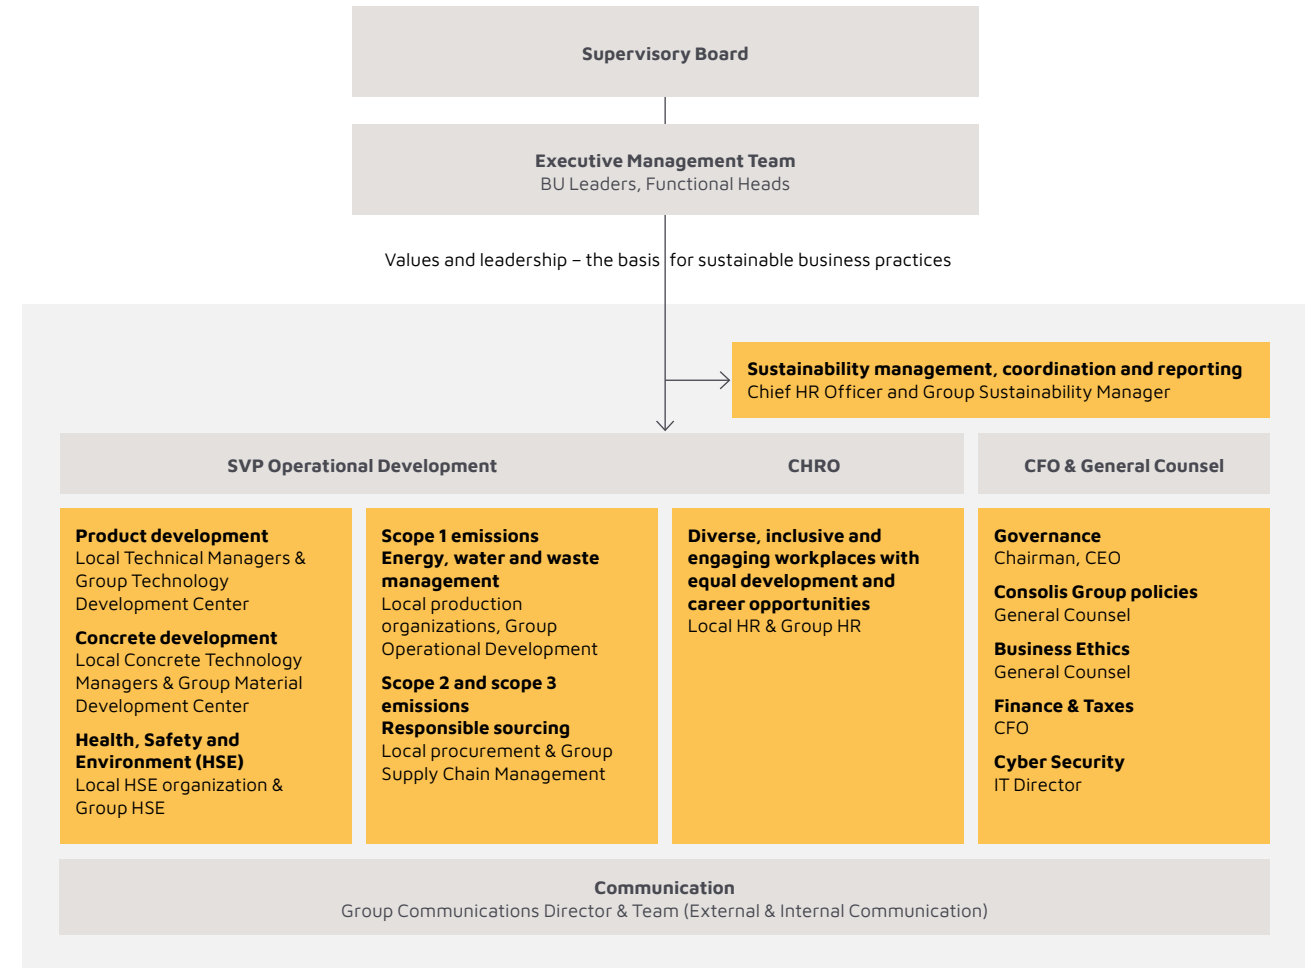 Supervisory Board
Executive Management Team
BU Leaders, Functional Heads
Values and leadership – the basis for sustainable business practices
Sustainability management, coordination and reporting
Chief HR Officer and Group Sustainability Manager
SVP Operational Development
CHRO
CFO & General Counsel
Product development
Local Technical Managers &
Group Technology
Development Center
Concrete development
Local Concrete Technology
Managers & Group Material
Development Center
Health, Safety and
Environment (HSE)
Local HSE organization &
Group HSE
Scope 1 emissions
Energy, water and waste
management
Local production
organizations, Group
Operational Development
Scope 2 and scope 3
emissions
Responsible sourcing
Local procurement & Group
Supply Chain Management
Diverse, inclusive and
engaging workplaces with
equal development and
career opportunities
Local HR & Group HR
Governance
Chairman, CEO
Consolis Group policies
General Counsel
Business Ethics
General Counsel
Finance & Taxes
CFO
Cyber Security
IT Director
Communication
Group Communications Director & Team (External & Internal Communication)